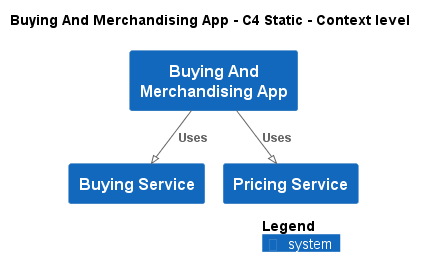 Buying And Merchandising App - C4 Static - Context level
Buying And
Merchandising App
Uses
Uses
Buying Service
Pricing Service
Legend
system